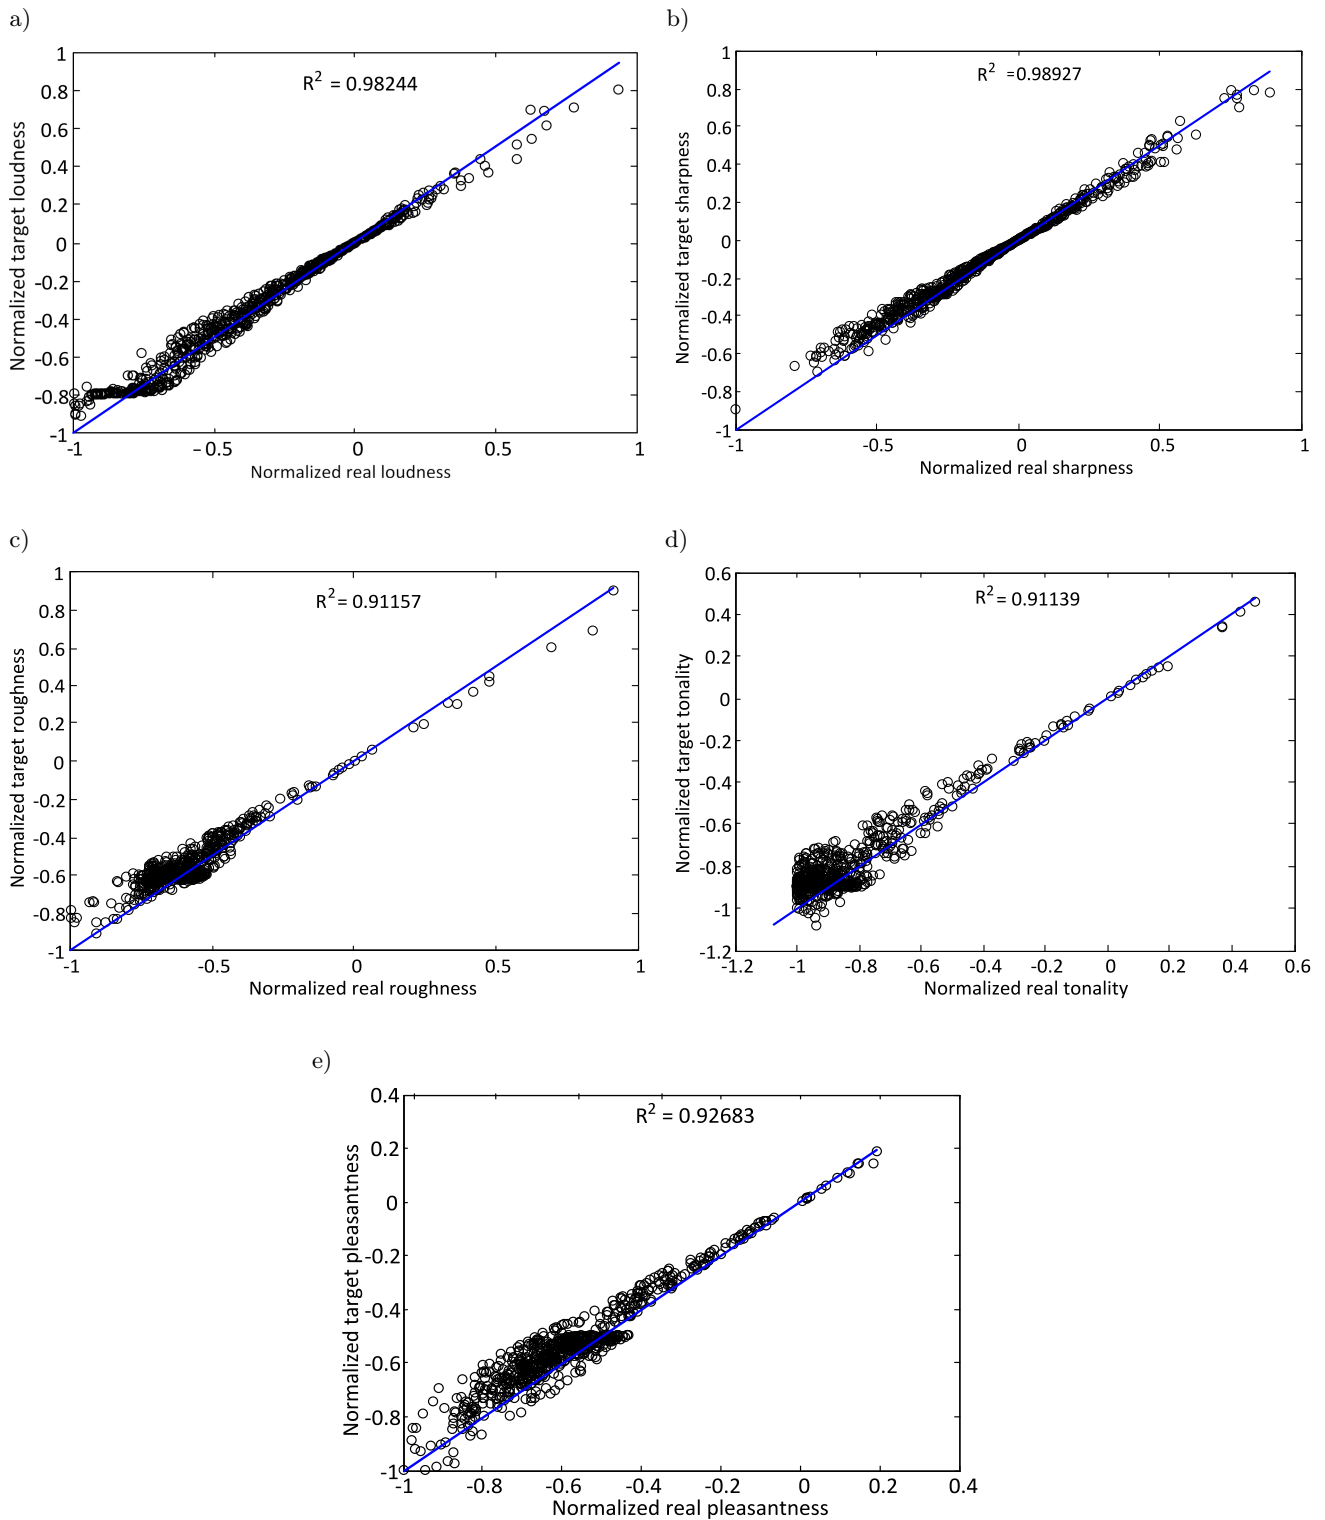 a)
R² = 0.98244
Normalized target loudness
1
0.8
0.6
0.4
0.2
0
-0.2
-0.4
-0.6
-0.8
-1
-1 -0.5 0 0.5 1
Normalized real loudness
b)
R² =0.98927
Normalized target sharpness
1
0.8
0.6
0.4
0.2
0
-0.2
-0.4
-0.6
-0.8
-1
-1 -0.5 0 0.5 1
Normalized real sharpness
c)
R²= 0.91157
Normalized target roughness
1
0.8
0.6
0.4
0.2
0
-0.2
-0.4
-0.6
-0.8
-1
-1 -0.5 0 0.5 1
Normalized real roughness
d)
R²= 0.91139
Normalized target tonality
0.6
0.4
0.2
0
-0.2
-0.4
-0.6
-0.8
-1
-1.2
-1.2 -1 -0.8 -0.6 -0.4 -0.2 0 0.2 0.4 0.6
Normalized real tonality
e)
R² = 0.92683
Normalized target pleasantness
0.4
0.2
0
-0.2
-0.4
-0.6
-0.8
-1
-1 -0.8 -0.6 -0.4 -0.2 0 0.2 0.4
Normalized real pleasantness